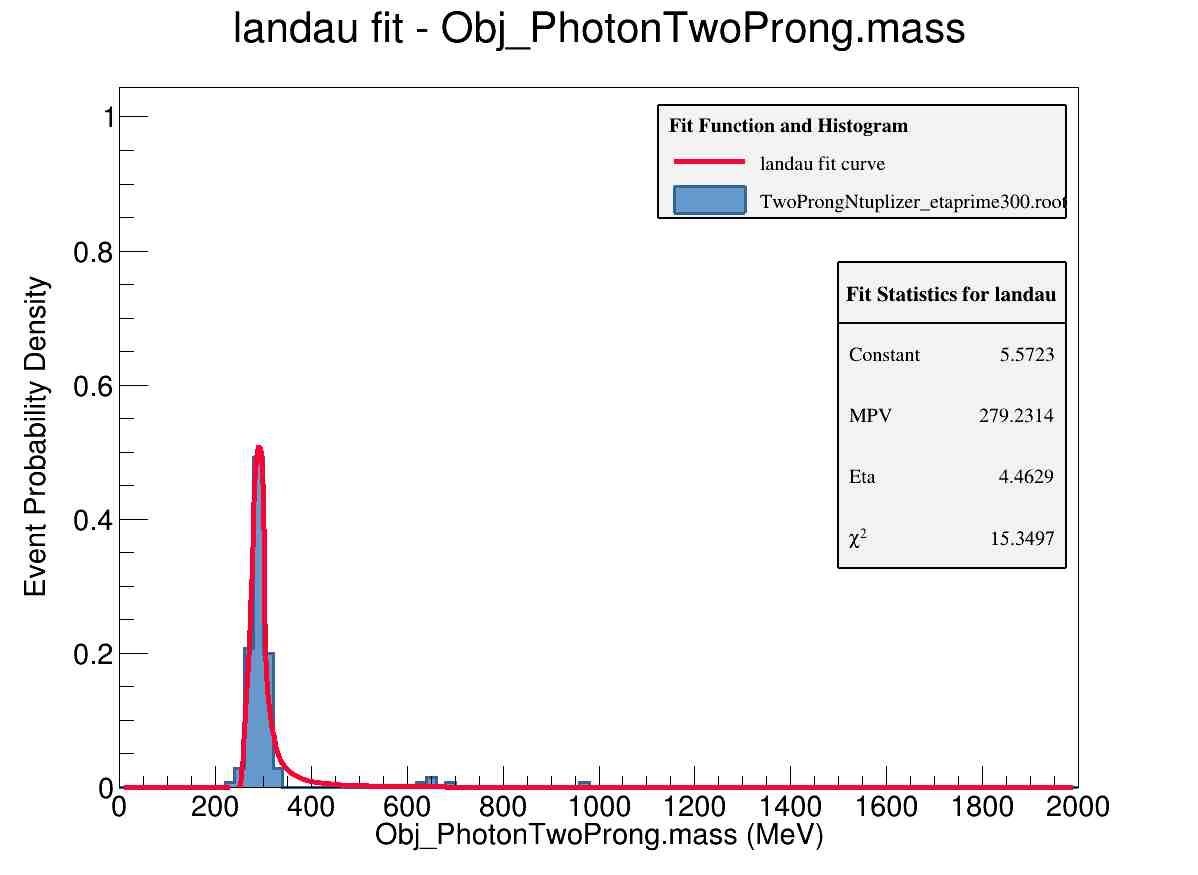 landau fit - Obj_PhotonTwoProng.mass
Fit Function and Histogram
landau fit curve
TwoProngNtuplizer_etaprime300.root
Fit Statistics for landau
Constant 5.5723
MPV 279.2314
Eta 4.4629
χ² 15.3497
Event Probability Density
1
0.8
0.6
0.4
0.2
0
0 200 400 600 800 1000 1200 1400 1600 1800 2000
Obj_PhotonTwoProng.mass (MeV)